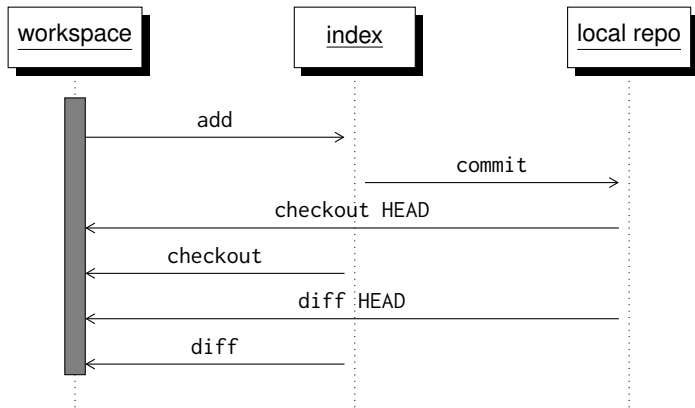 workspace
index
local repo
add
commit
checkout HEAD
checkout
diff HEAD
diff